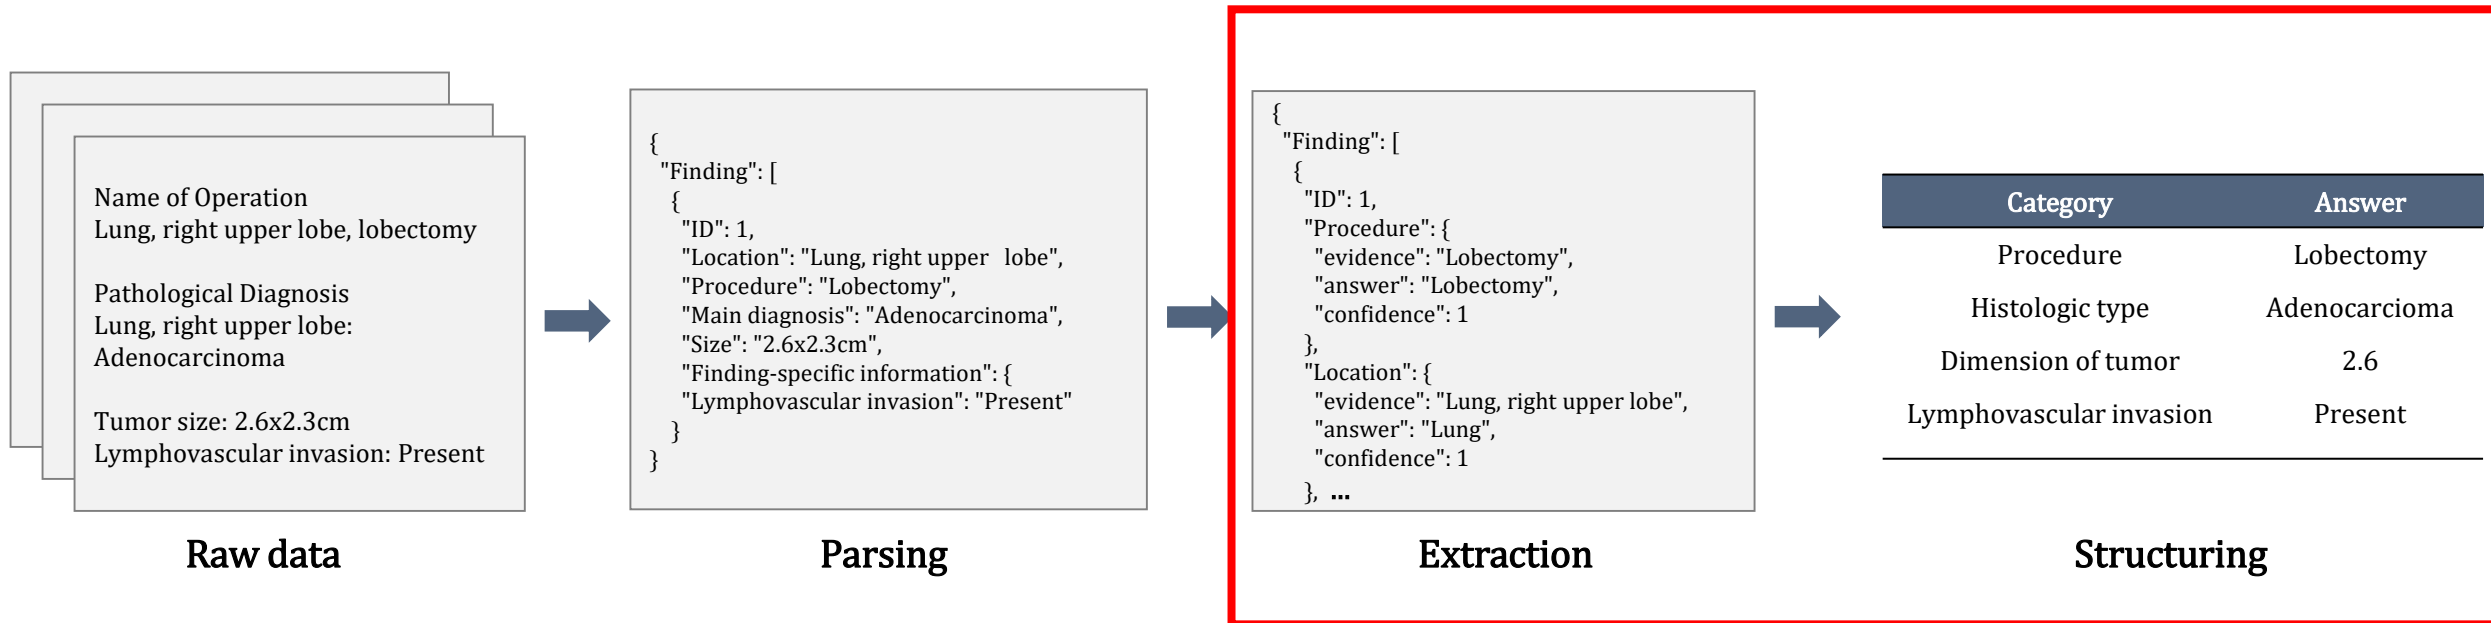 Name of Operation
Lung, right upper lobe, lobectomy
Pathological Diagnosis
Lung, right upper lobe:
Adenocarcinoma
Tumor size: 2.6x2.3cm
Lymphovascular invasion: Present
Raw data
{
"Finding": [
{
"ID": 1,
"Location": "Lung, right upper lobe",
"Procedure": "Lobectomy",
"Main diagnosis": "Adenocarcinoma",
"Size": "2.6x2.3cm",
"Finding-specific information": {
"Lymphovascular invasion": "Present"
}
}
Parsing
{
"Finding": [
{
"ID": 1,
"Procedure": {
"evidence": "Lobectomy",
"answer": "Lobectomy",
"confidence": 1
},
"Location": {
"evidence": "Lung, right upper lobe",
"answer": "Lung",
"confidence": 1
}, ...
Extraction
Category Answer
Procedure Lobectomy
Histologic type Adenocarcioma
Dimension of tumor 2.6
Lymphovascular invasion Present
Structuring